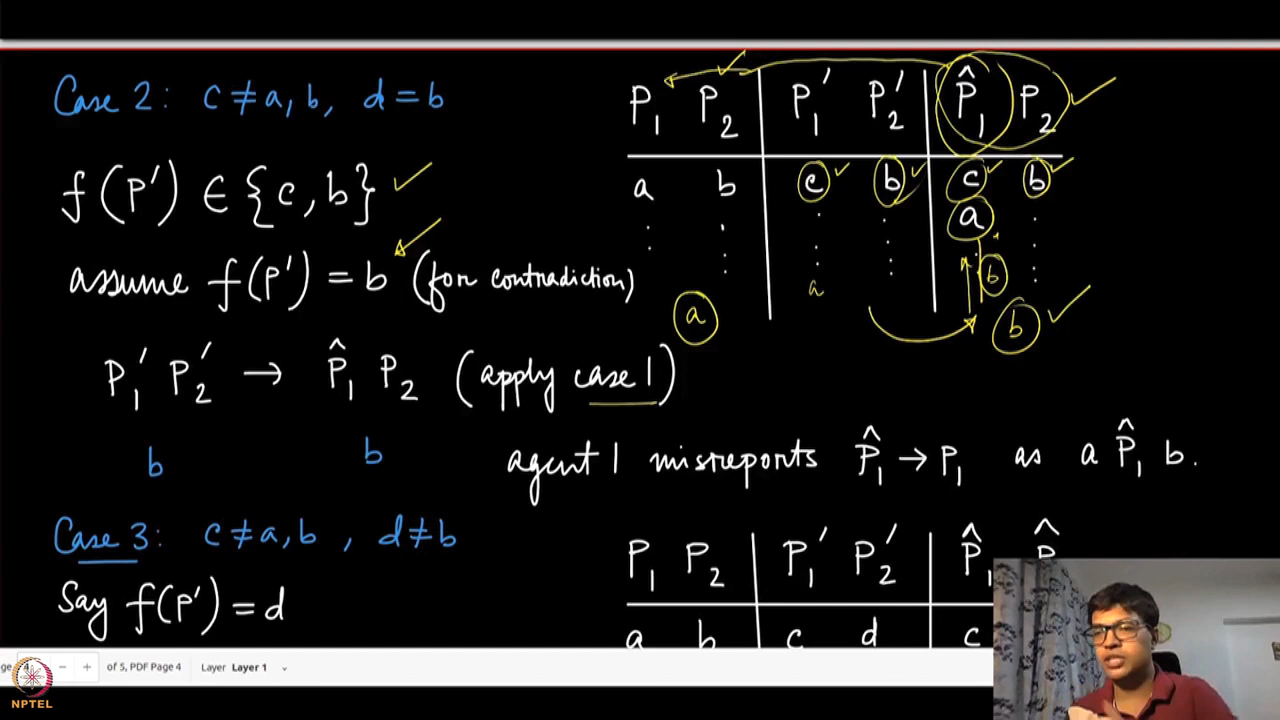 Case 2: c ≠ a, b, d = b
f(P') ∈ {c, b}
assume f(P') = b (for contradiction)
P₁' P₂' → P̂₁ P₂ (apply case 1)
b b
P₁ P₂ P₁' P₂' P̂₁ P₂
a b c b c b
a
a b
a b
agent 1 misreports P̂₁ → P₁ as a P̂₁ b.
Case 3: c ≠ a, b, d ≠ b
Say f(P') = d
P₁ P₂ P₁' P₂' P̂₁ P̂
a b c d c
of 5, PDF Page 4 Layer Layer 1
NPTEL